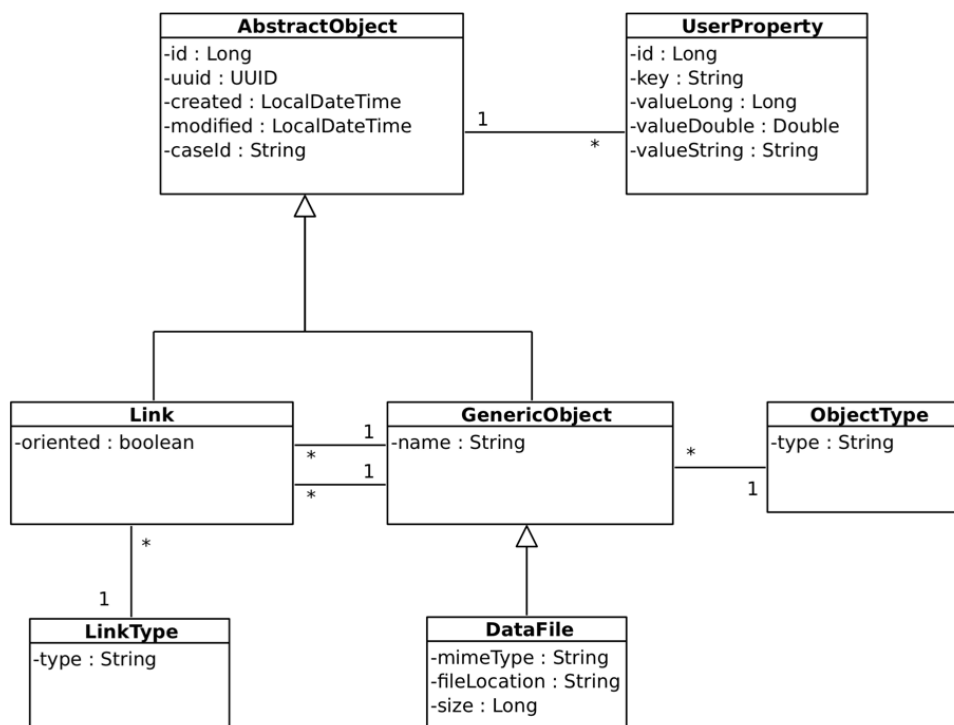 AbstractObject
-id : Long
-uuid : UUID
-created : LocalDateTime
-modified : LocalDateTime
-caseId : String
1
*
UserProperty
-id : Long
-key : String
-valueLong : Long
-valueDouble : Double
-valueString : String
Link
-oriented : boolean
1
*
1
*
GenericObject
-name : String
*
1
ObjectType
-type : String
*
1
LinkType
-type : String
DataFile
-mimeType : String
-fileLocation : String
-size : Long